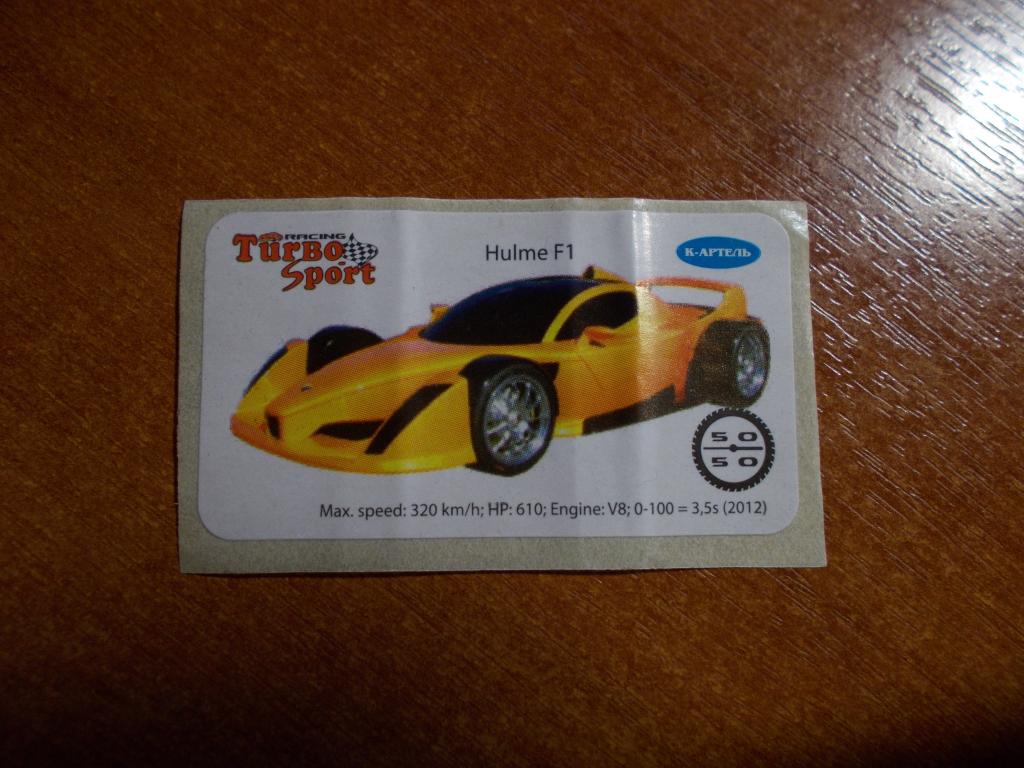 RACING
Turbo
Sport
Hulme F1
К-АРТЕЛЬ
50
50
Max. speed: 320 km/h; HP: 610; Engine: V8; 0-100 = 3,5s (2012)